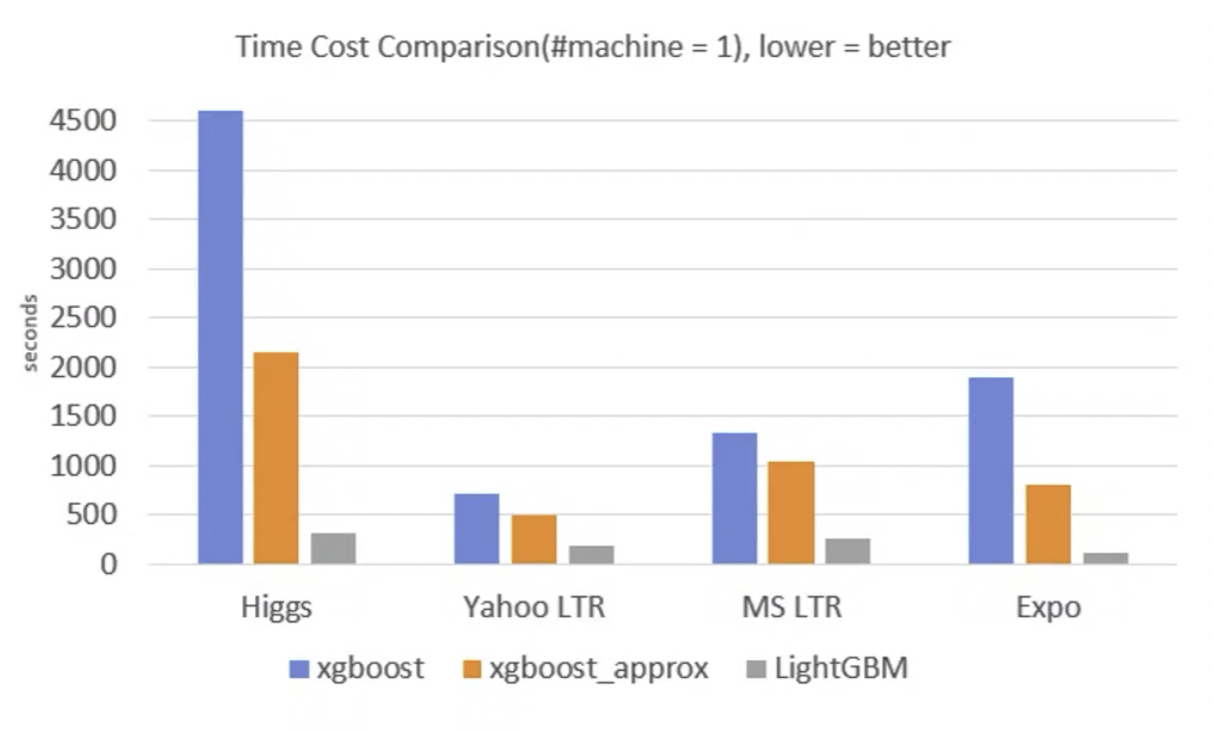 Time Cost Comparison(#machine = 1), lower = better
4500
4000
3500
3000
2500
2000
1500
1000
500
0
seconds
Higgs
Yahoo LTR
MS LTR
Expo
xgboost
xgboost_approx
LightGBM